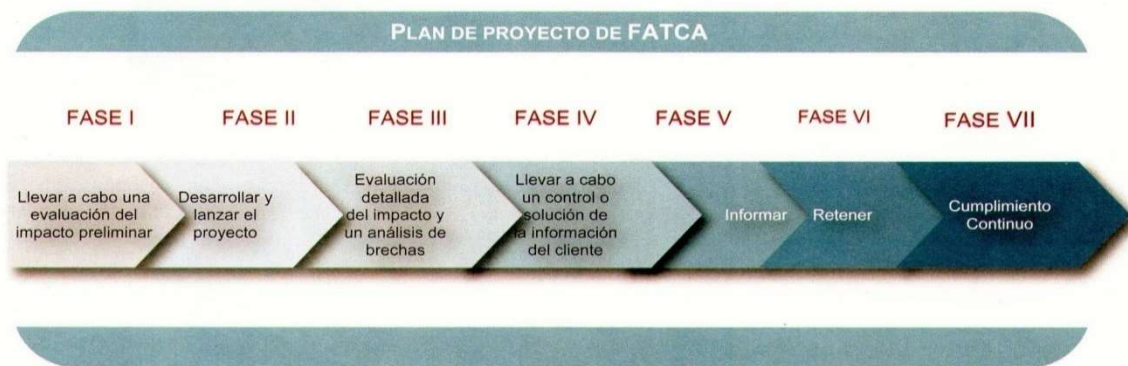 PLAN DE PROYECTO DE FATCA
FASE I
FASE II
FASE III
FASE IV
FASE V
FASE VI
FASE VII
Llevar a cabo una
evaluación del
impacto preliminar
Desarrollar y
lanzar el
proyecto
Evaluación
detallada
del impacto y
un análisis de
brechas
Llevar a cabo
un control o
solución de
la información
del cliente
Informar
Retener
Cumplimiento
Continuo